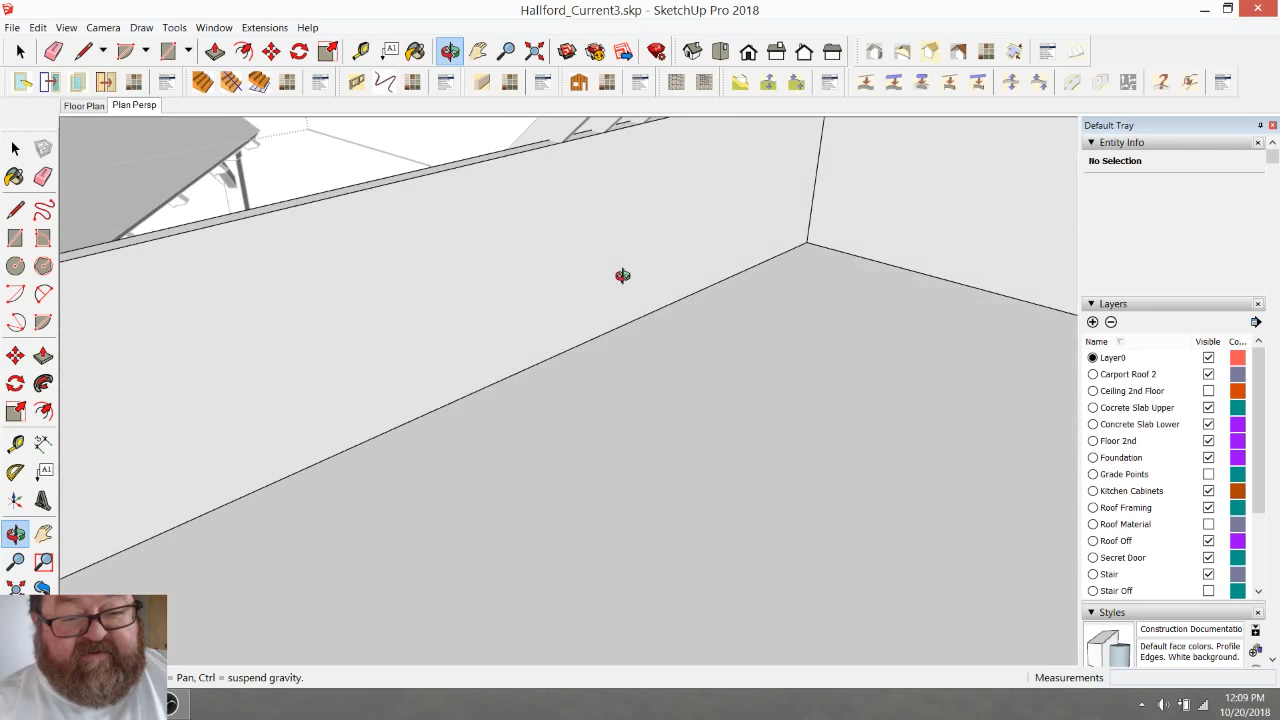 Hallford_Current3.skp - SketchUp Pro 2018
File Edit View Camera Draw Tools Window Extensions Help
Floor Plan Plan Persp
Default Tray
Entity Info
No Selection
Layers
Name Visible Co...
Layer0
Carport Roof 2
Ceiling 2nd Floor
Cocrete Slab Upper
Concrete Slab Lower
Floor 2nd
Foundation
Grade Points
Kitchen Cabinets
Roof Framing
Roof Material
Roof Off
Secret Door
Stair
Stair Off
Styles
Construction Documentatio
Default face colors. Profile
Edges. White background.
= Pan, Ctrl = suspend gravity.
Measurements
12:09 PM
10/20/2018